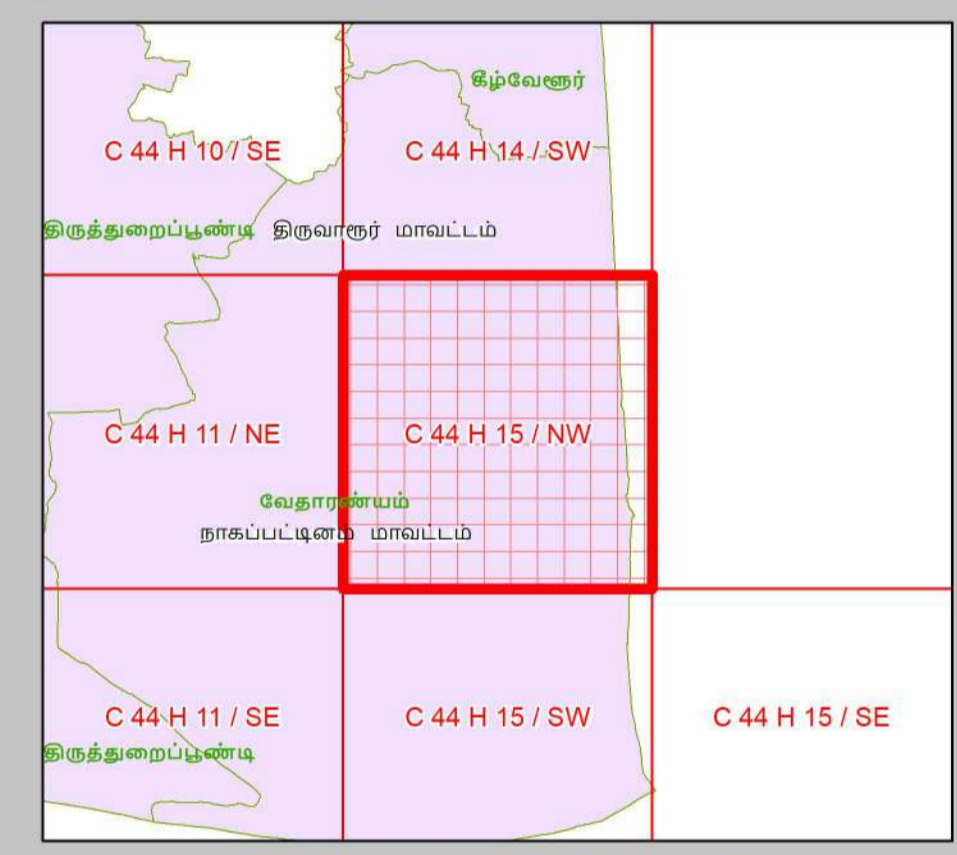 கீழ்வேளூர்
C 44 H 10 / SE
C 44 H 14 / SW
திருத்துறைப்பூண்டி
திருவாரூர் மாவட்டம்
C 44 H 11 / NE
C 44 H 15 / NW
வேதாரண்யம்
நாகப்பட்டினம் மாவட்டம்
C 44 H 11 / SE
C 44 H 15 / SW
C 44 H 15 / SE
திருத்துறைப்பூண்டி